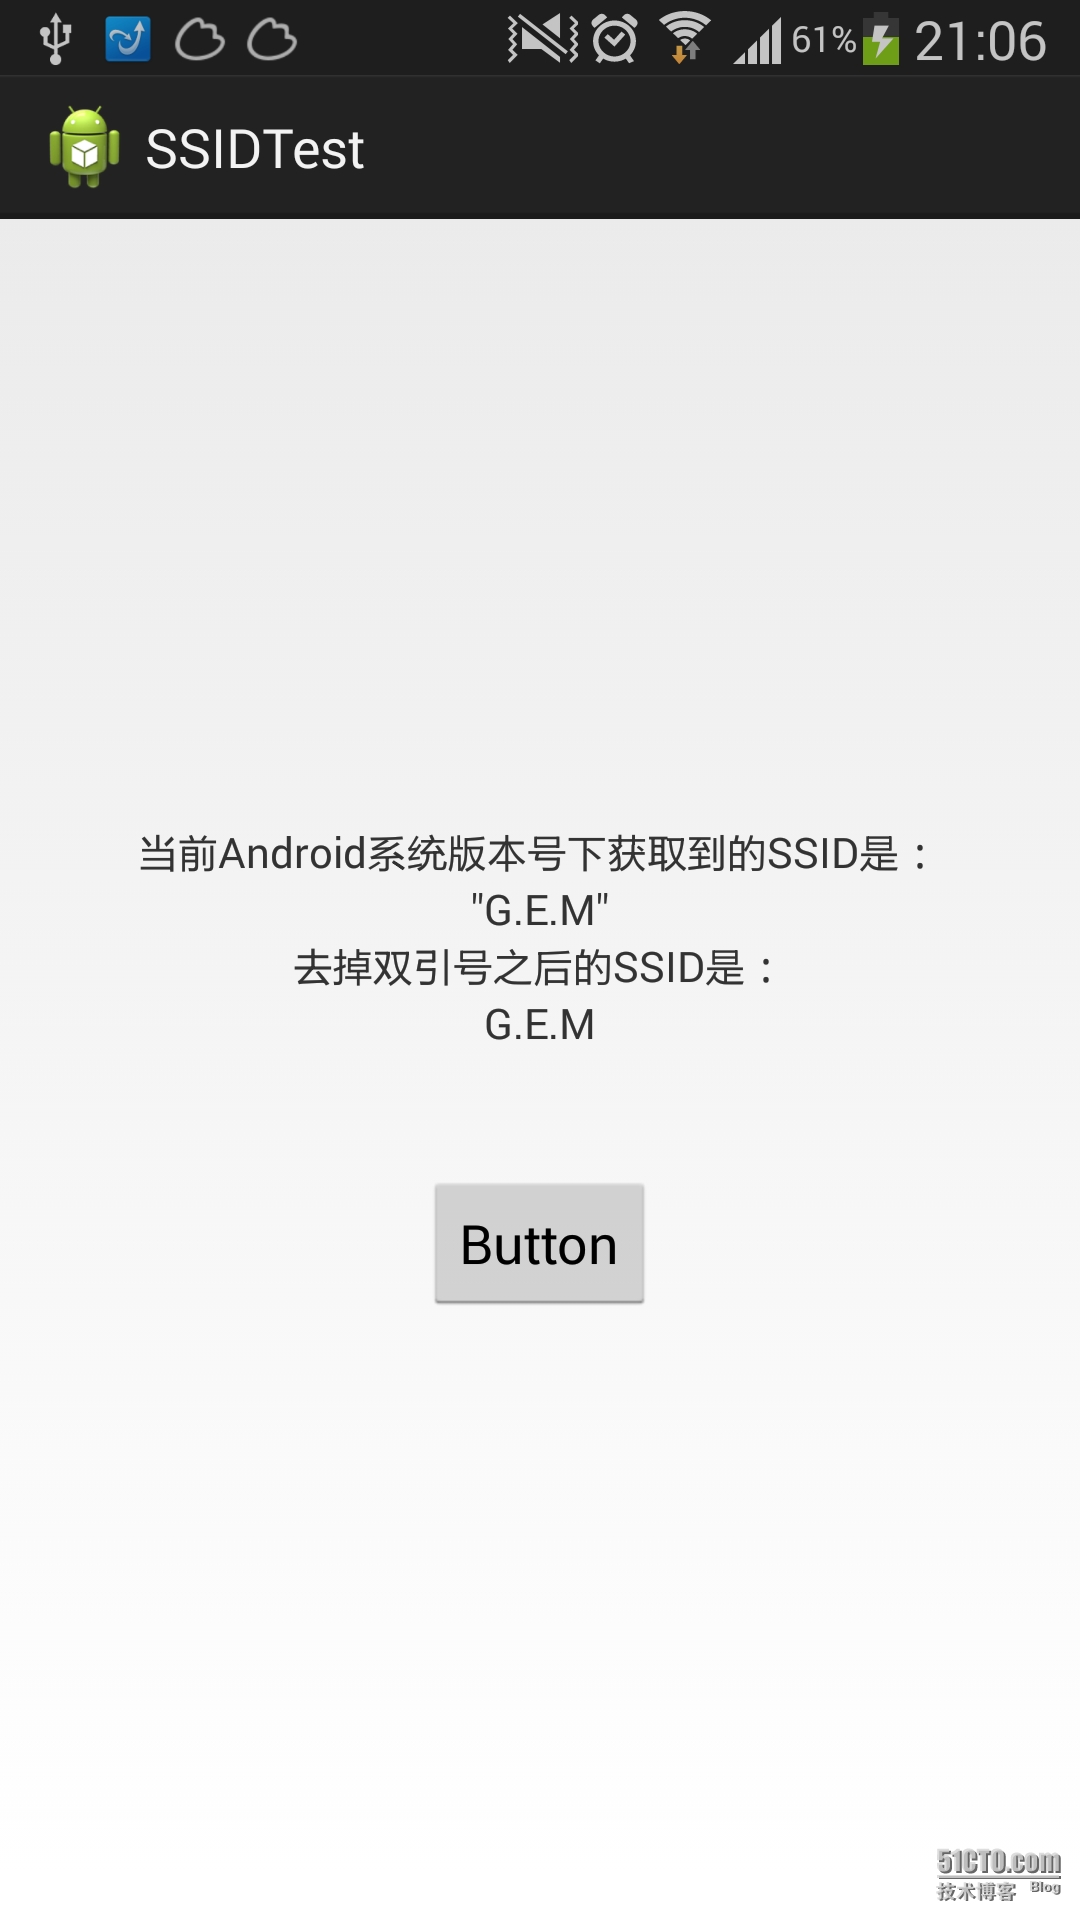 61% 21:06
SSIDTest
当前Android系统版本号下获取到的SSID是：
"G.E.M"
去掉双引号之后的SSID是：
G.E.M
Button
51CTO.com
技术博客 Blog